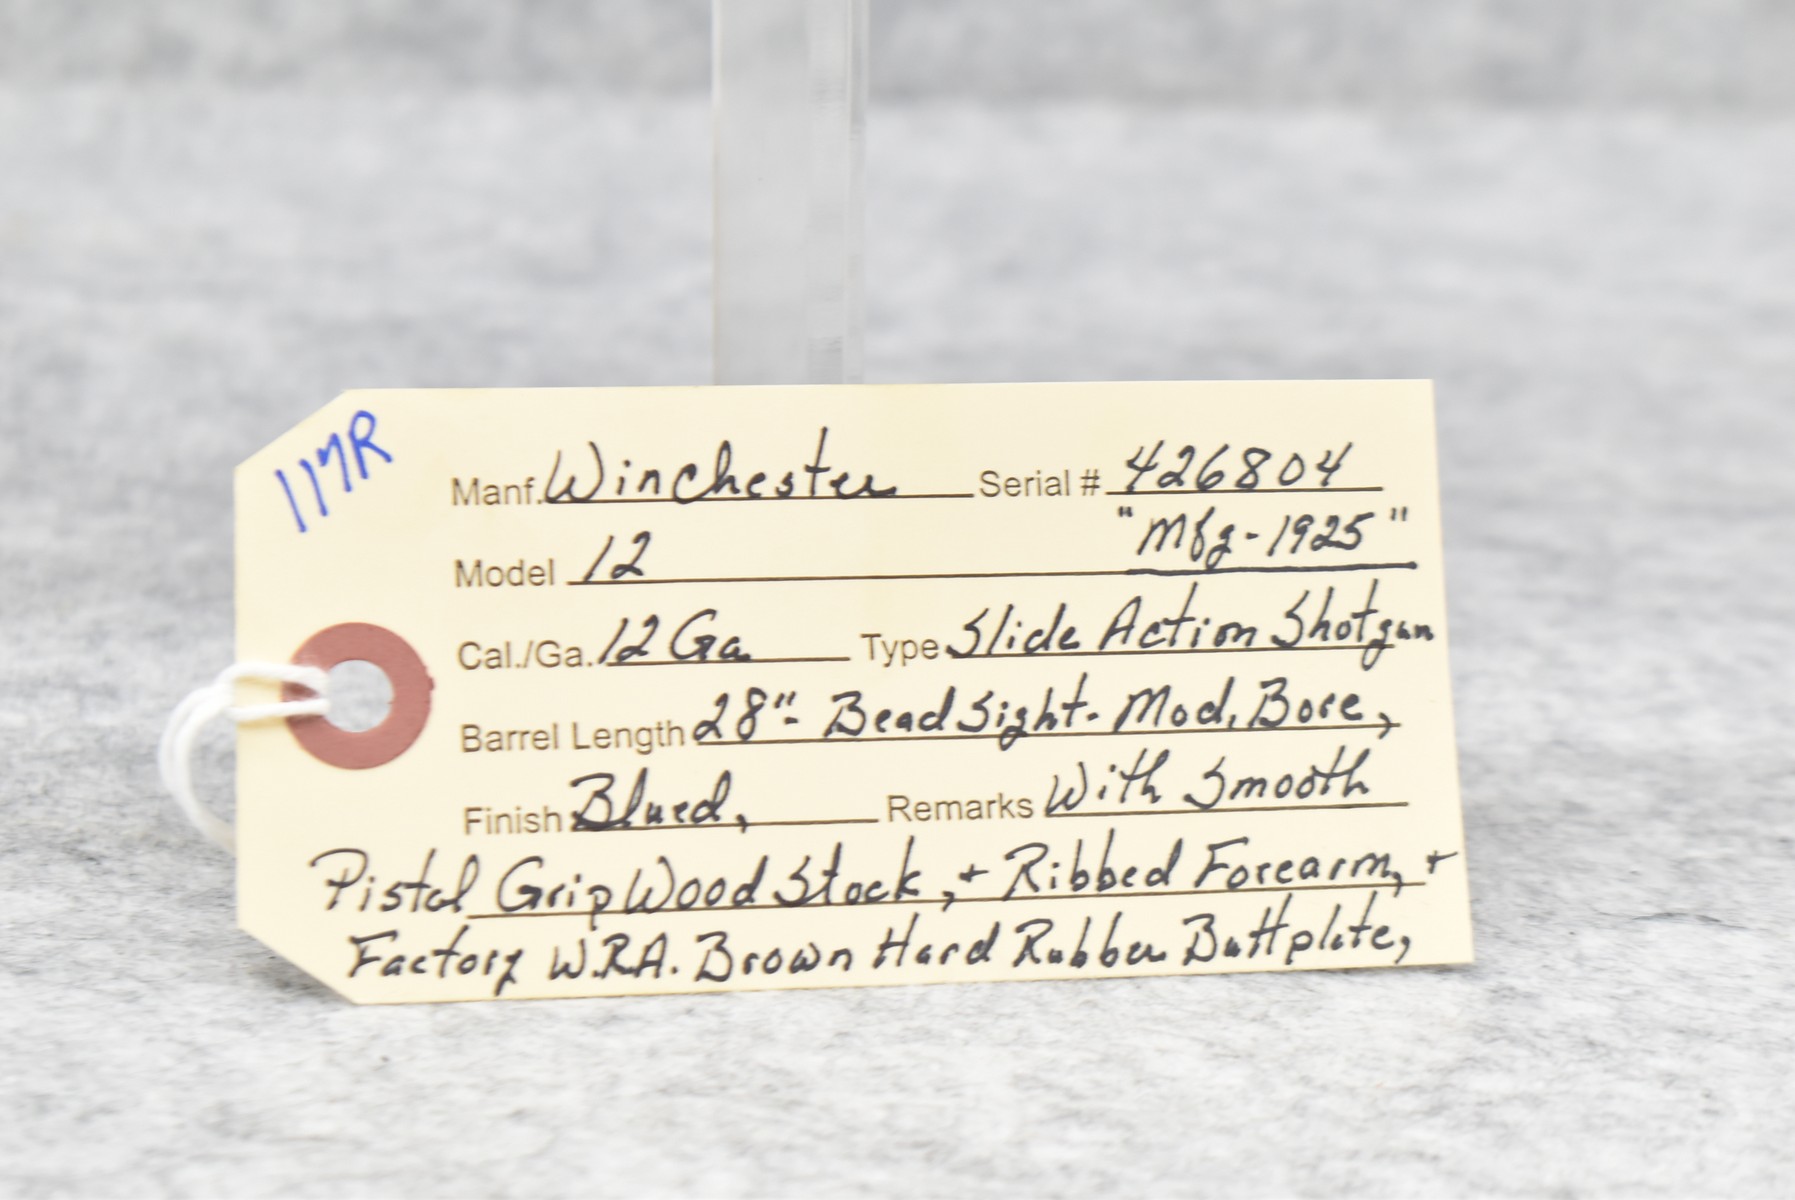 117R
Manf. Winchester Serial # 426804
Model 12 "Mfg - 1925"
Cal./Ga. 12 Ga Type Slide Action Shotgun
Barrel Length 28"- Bead Sight - Mod. Bore,
Finish Blued, Remarks With Smooth
Pistol Grip Wood Stock, + Ribbed Forearm, +
Factory W.R.A. Brown Hard Rubber Buttplate,